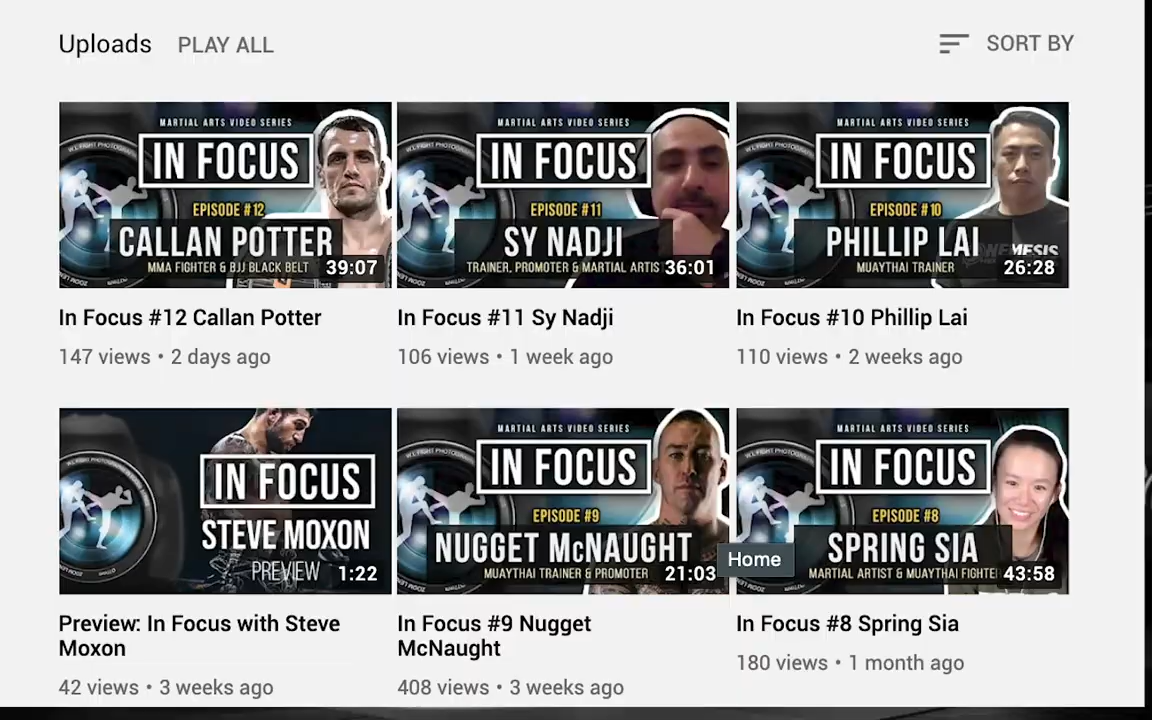 Uploads PLAY ALL SORT BY
MARTIAL ARTS VIDEO SERIES
IN FOCUS
EPISODE #12
CALLAN POTTER
MMA FIGHTER & BJJ BLACK BELT
39:07
In Focus #12 Callan Potter
147 views • 2 days ago
MARTIAL ARTS VIDEO SERIES
IN FOCUS
EPISODE #11
SY NADJI
TRAINER, PROMOTER & MARTIAL ARTIS
36:01
In Focus #11 Sy Nadji
106 views • 1 week ago
MARTIAL ARTS VIDEO SERIES
IN FOCUS
EPISODE #10
PHILLIP LAI
MUAYTHAI TRAINER
26:28
In Focus #10 Phillip Lai
110 views • 2 weeks ago
IN FOCUS
STEVE MOXON
PREVIEW
1:22
Preview: In Focus with Steve
Moxon
42 views • 3 weeks ago
MARTIAL ARTS VIDEO SERIES
IN FOCUS
EPISODE #9
NUGGET McNAUGHT
MUAYTHAI TRAINER & PROMOTER
21:03
In Focus #9 Nugget
McNaught
408 views • 3 weeks ago
Home
MARTIAL ARTS VIDEO SERIES
IN FOCUS
EPISODE #8
SPRING SIA
MARTIAL ARTIST & MUAYTHAI FIGHTE
43:58
In Focus #8 Spring Sia
180 views • 1 month ago